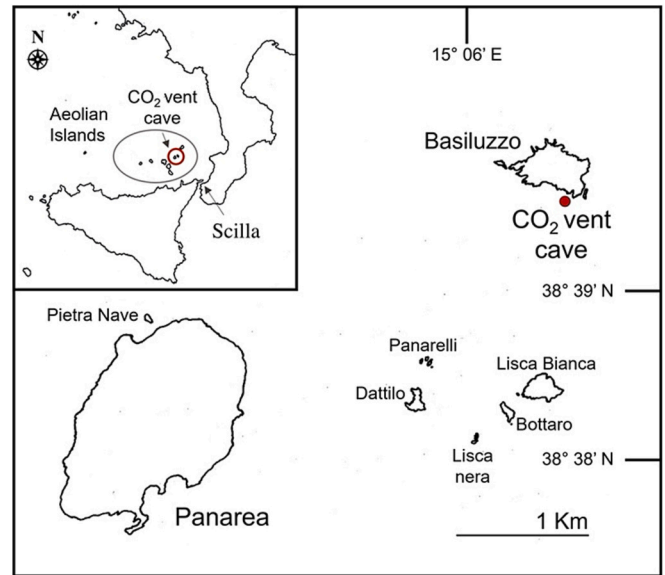 N
CO₂ vent
cave
Aeolian
Islands
Scilla
15° 06' E
Basiluzzo
CO₂ vent
cave
38° 39' N
Pietra Nave
Panarelli
Lisca Bianca
Dattilo
Bottaro
Lisca
nera
38° 38' N
Panarea
1 Km